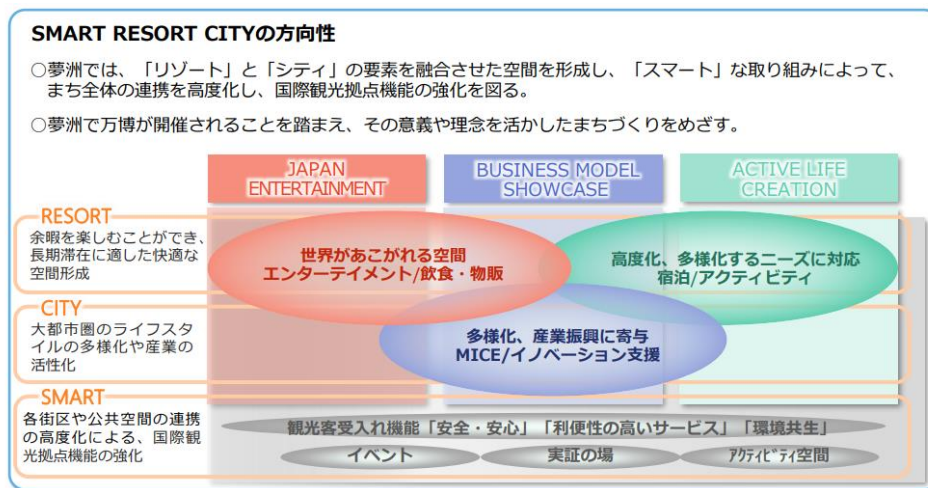 SMART RESORT CITYの方向性
○夢洲では、「リゾート」と「シティ」の要素を融合させた空間を形成し、「スマート」な取り組みによって、
まち全体の連携を高度化し、国際観光拠点機能の強化を図る。
○夢洲で万博が開催されることを踏まえ、その意義や理念を活かしたまちづくりをめざす。
JAPAN
ENTERTAINMENT
BUSINESS MODEL
SHOWCASE
ACTIVE LIFE
CREATION
RESORT
余暇を楽しむことができ、
長期滞在に適した快適な
空間形成
世界があこがれる空間
エンターテイメント/飲食・物販
高度化、多様化するニーズに対応
宿泊/アクティビティ
CITY
大都市圏のライフスタ
イルの多様化や産業の
活性化
多様化、産業振興に寄与
MICE/イノベーション支援
SMART
各街区や公共空間の連携
の高度化による、国際観
光拠点機能の強化
観光客受入れ機能「安全・安心」「利便性の高いサービス」「環境共生」
イベント
実証の場
ｱｸﾃｨﾋﾞﾃｨ空間